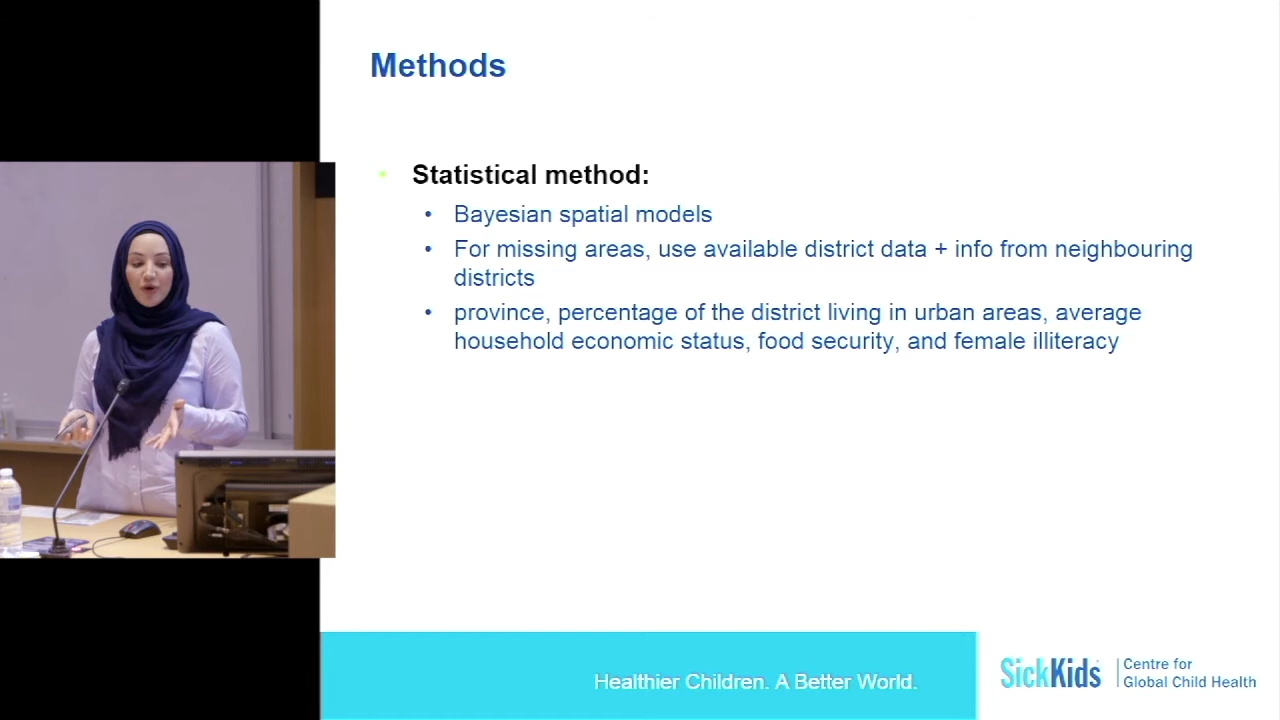 Methods
• Statistical method:
• Bayesian spatial models
• For missing areas, use available district data + info from neighbouring
districts
• province, percentage of the district living in urban areas, average
household economic status, food security, and female illiteracy
Healthier Children. A Better World.
SickKids
Centre for
Global Child Health